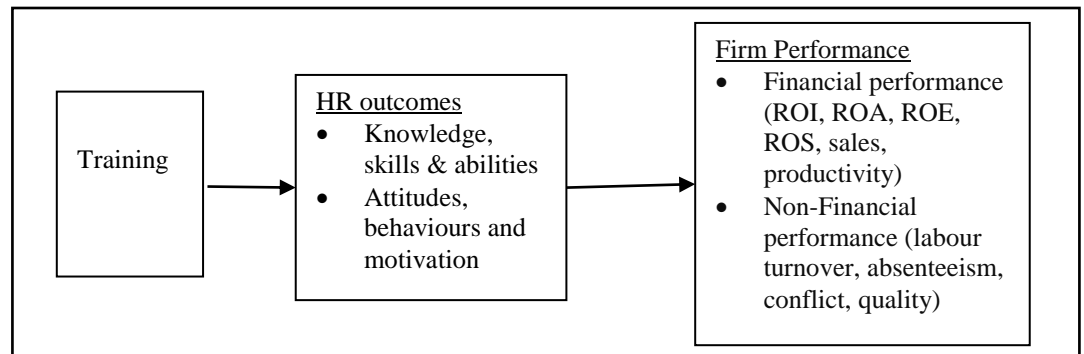 Training
HR outcomes
• Knowledge,
skills & abilities
• Attitudes,
behaviours and
motivation
Firm Performance
• Financial performance
(ROI, ROA, ROE,
ROS, sales,
productivity)
• Non-Financial
performance (labour
turnover, absenteeism,
conflict, quality)